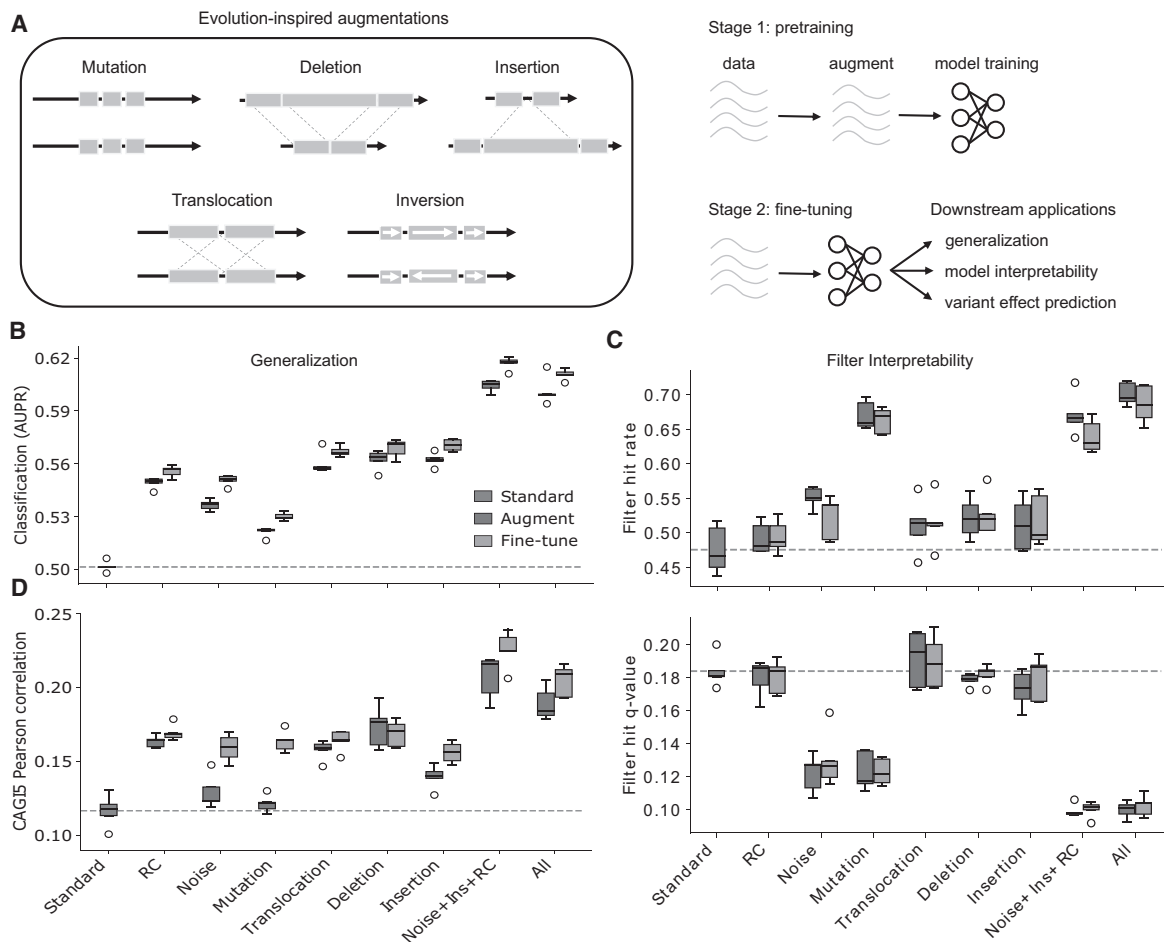 A
Evolution-inspired augmentations
Mutation
Deletion
Insertion
Translocation
Inversion
Stage 1: pretraining
data
augment
model training
Stage 2: fine-tuning
Downstream applications
generalization
model interpretability
variant effect prediction
B
Generalization
Classification (AUPR)
0.62
0.59
0.56
0.53
0.50
Standard
Augment
Fine-tune
C
Filter Interpretability
Filter hit rate
0.70
0.65
0.60
0.55
0.50
0.45
D
CAGI5 Pearson correlation
0.25
0.20
0.15
0.10
Standard
RC
Noise
Mutation
Translocation
Deletion
Insertion
Noise+Ins+RC
All
Filter hit q-value
0.20
0.18
0.16
0.14
0.12
0.10
Standard
RC
Noise
Mutation
Translocation
Deletion
Insertion
Noise+ Ins+ RC
All